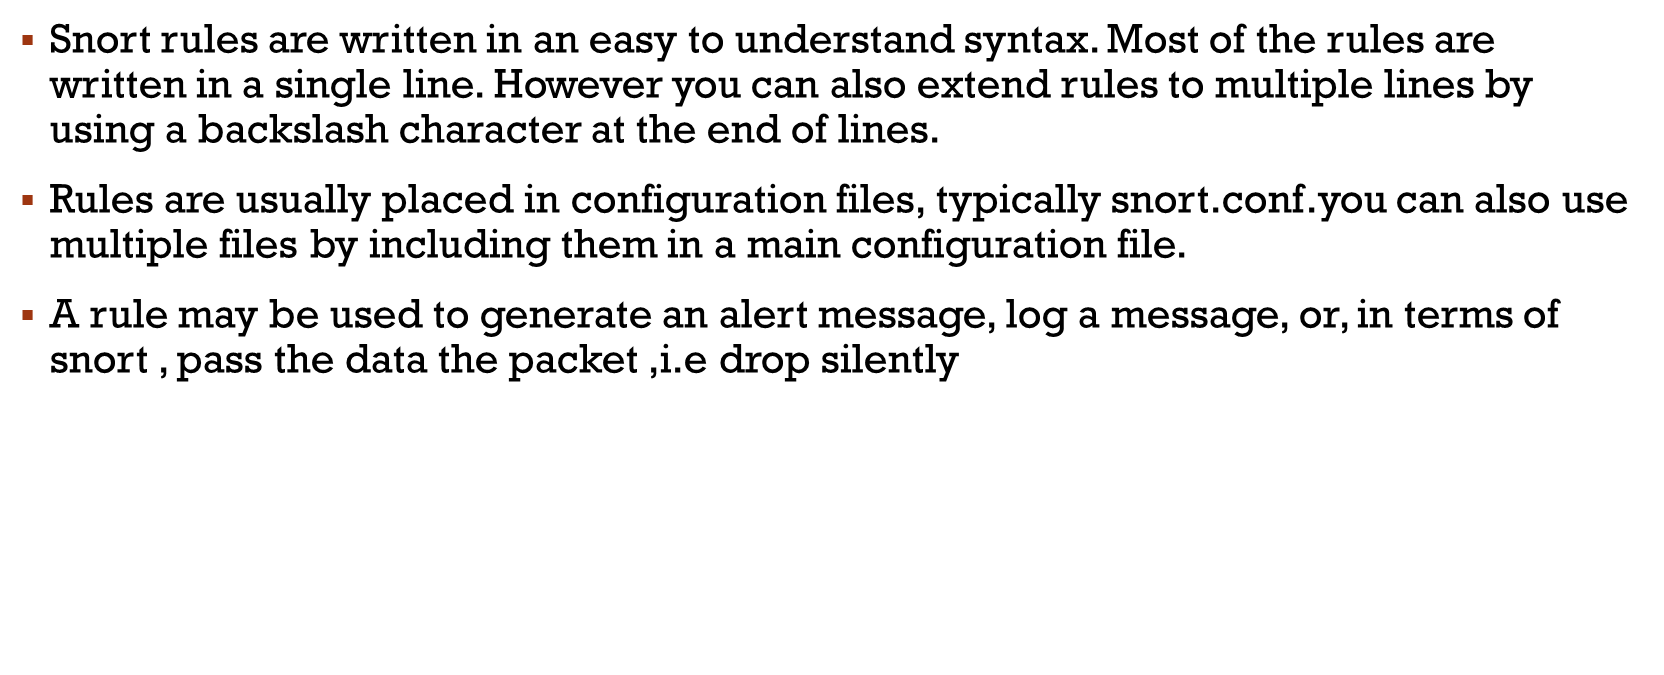 ▪ Snort rules are written in an easy to understand syntax. Most of the rules are
written in a single line. However you can also extend rules to multiple lines by
using a backslash character at the end of lines.
▪ Rules are usually placed in configuration files, typically snort.conf.you can also use
multiple files by including them in a main configuration file.
▪ A rule may be used to generate an alert message, log a message, or, in terms of
snort , pass the data the packet ,i.e drop silently